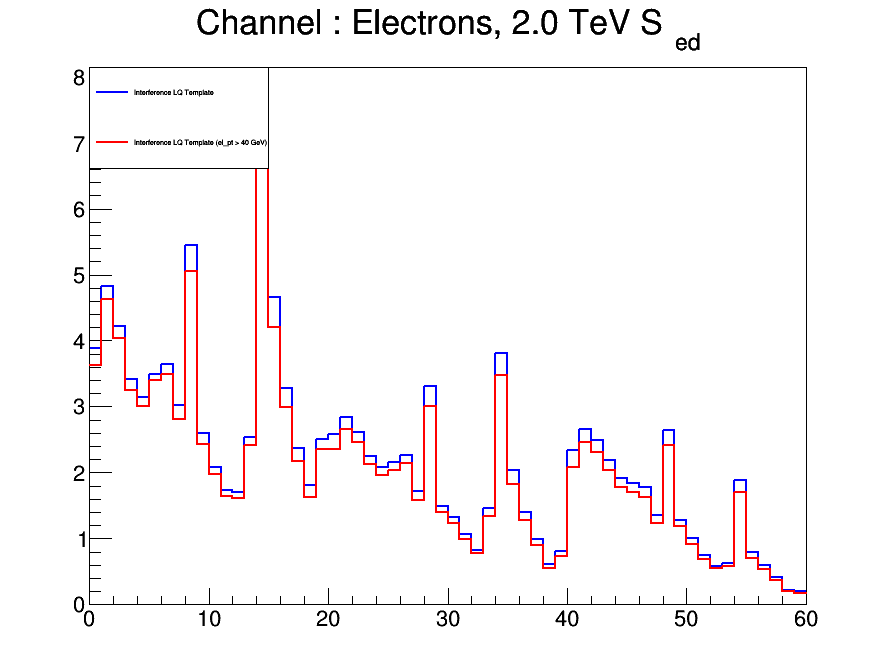 Channel : Electrons, 2.0 TeV S ed
Interference LQ Template
Interference LQ Template (el_pt > 40 GeV)
8
7
6
5
4
3
2
1
0
0 10 20 30 40 50 60